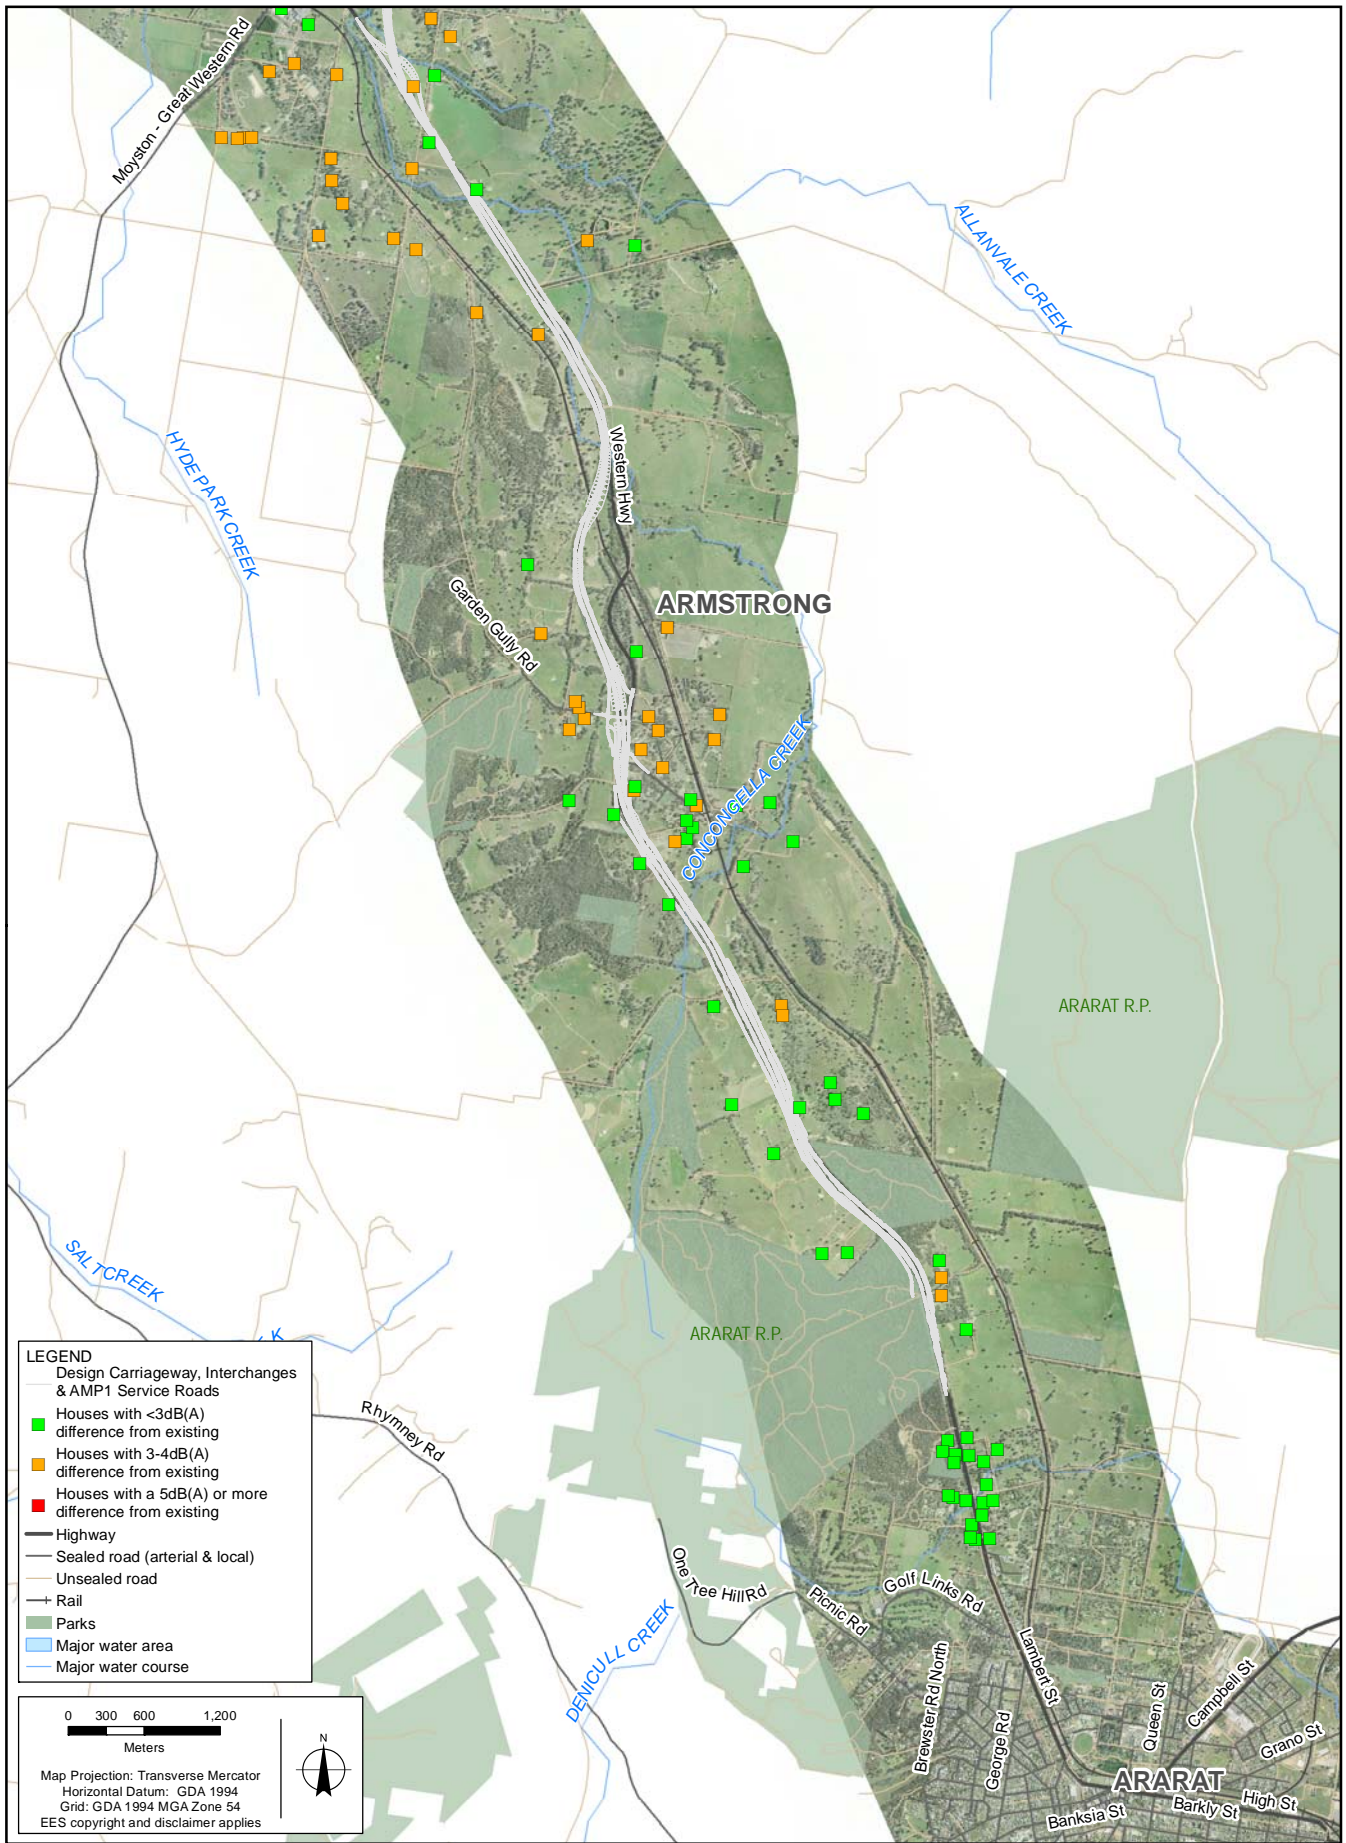 Moyston - Great Western Rd
ALLANVALE CREEK
HYDE PARK CREEK
Western Hwy
ARMSTRONG
Garden Gully Rd
CONCONGELLA CREEK
ARARAT R.P.
SALT CREEK
ARARAT R.P.
Rhymney Rd
One Tree Hill Rd
Picnic Rd
Golf Links Rd
DENICULL CREEK
Brewster Rd North
George Rd
Lambert St
Queen St
Campbell St
Grano St
ARARAT
High St
Barkly St
Banksia St
LEGEND
Design Carriageway, Interchanges
& AMP1 Service Roads
Houses with <3dB(A)
difference from existing
Houses with 3-4dB(A)
difference from existing
Houses with a 5dB(A) or more
difference from existing
Highway
Sealed road (arterial & local)
Unsealed road
Rail
Parks
Major water area
Major water course
0 300 600 1,200
Meters
N
Map Projection: Transverse Mercator
Horizontal Datum: GDA 1994
Grid: GDA 1994 MGA Zone 54
EES copyright and disclaimer applies